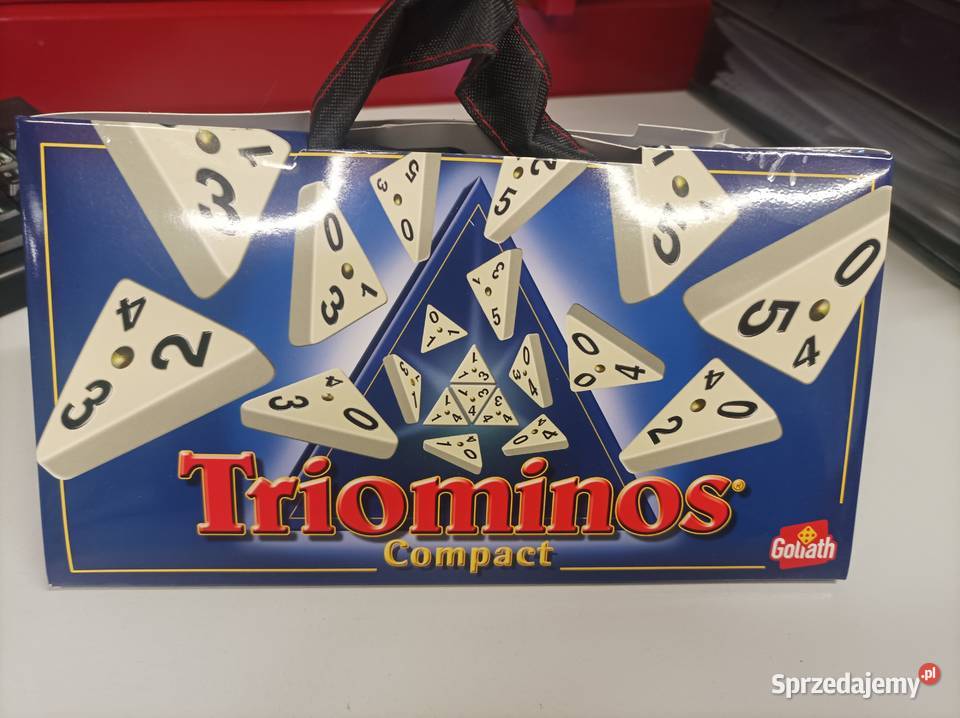 Triominos®
Compact
Goliath
Sprzedajemy.pl